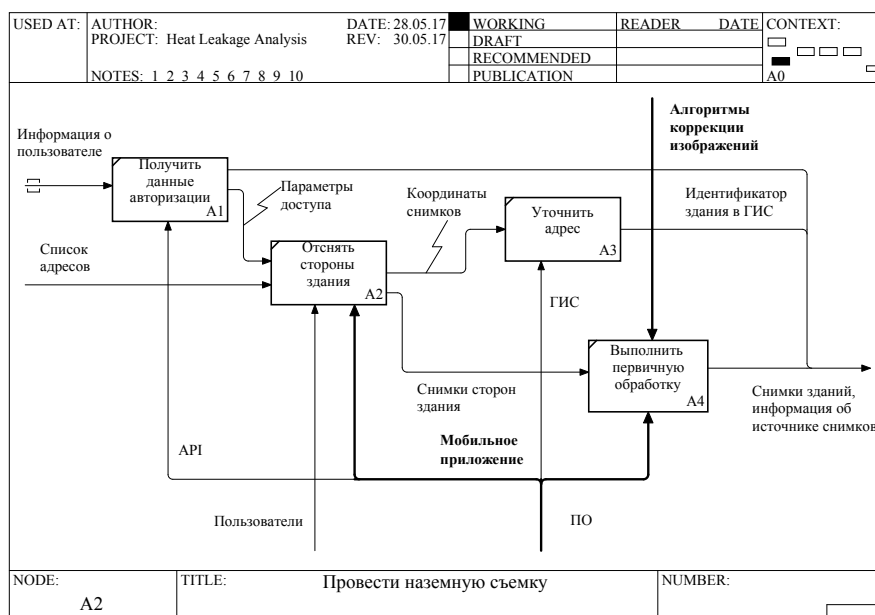 USED AT:
AUTHOR:
DATE: 28.05.17
PROJECT: Heat Leakage Analysis
REV: 30.05.17
NOTES: 1 2 3 4 5 6 7 8 9 10
WORKING
DRAFT
RECOMMENDED
PUBLICATION
READER
DATE
CONTEXT:
A0
Алгоритмы
коррекции
изображений
Информация о
пользователе
Получить
данные
авторизации
A1
Параметры
доступа
Координаты
снимков
Уточнить
адрес
A3
Идентификатор
здания в ГИС
Список
адресов
Отснять
стороны
здания
A2
ГИС
Выполнить
первичную
обработку
A4
Снимки сторон
здания
Снимки зданий,
информация об
источнике снимков
API
Мобильное
приложение
Пользователи
ПО
NODE:
A2
TITLE:
Провести наземную съемку
NUMBER: